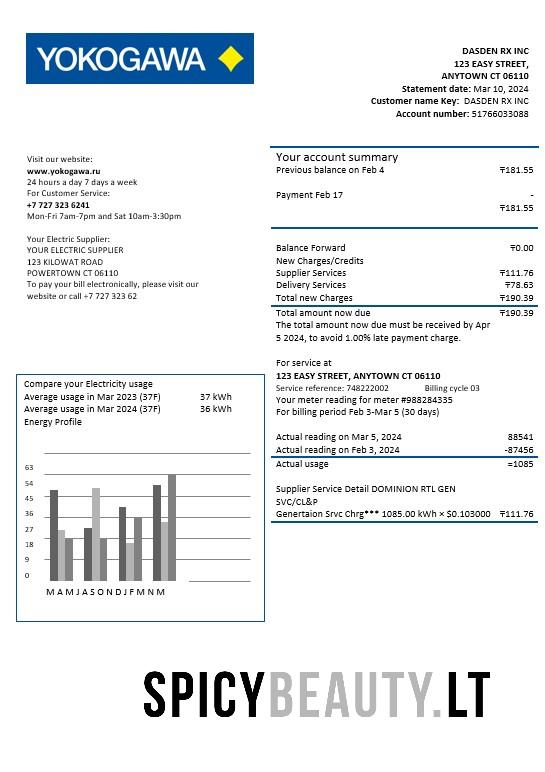 YOKOGAWA
DASDEN RX INC
123 EASY STREET,
ANYTOWN CT 06110
Statement date: Mar 10, 2024
Customer name Key: DASDEN RX INC
Account number: 51766033088
Visit our website:
www.yokogawa.ru
24 hours a day 7 days a week
For Customer Service:
+7 727 323 6241
Mon-Fri 7am-7pm and Sat 10am-3:30pm
Your Electric Supplier:
YOUR ELECTRIC SUPPLIER
123 KILOWAT ROAD
POWERTOWN CT 06110
To pay your bill electronically, please visit our
website or call +7 727 323 62
Your account summary
Previous balance on Feb 4 ₸181.55
Payment Feb 17 -
₸181.55
Balance Forward ₸0.00
New Charges/Credits
Supplier Services ₸111.76
Delivery Services ₸78.63
Total new Charges ₸190.39
Total amount now due ₸190.39
The total amount now due must be received by Apr
5 2024, to avoid 1.00% late payment charge.
For service at
123 EASY STREET, ANYTOWN CT 06110
Service reference: 748222002 Billing cycle 03
Your meter reading for meter #988284335
For billing period Feb 3-Mar 5 (30 days)
Actual reading on Mar 5, 2024 88541
Actual reading on Feb 3, 2024 -87456
Actual usage =1085
Supplier Service Detail DOMINION RTL GEN
SVC/CL&P
Genertaion Srvc Chrg*** 1085.00 kWh × $0.103000 ₸111.76
Compare your Electricity usage
Average usage in Mar 2023 (37F) 37 kWh
Average usage in Mar 2024 (37F) 36 kWh
Energy Profile
63
54
45
36
27
18
9
0
M A M J A S O N D J F M N M
SPICYBEAUTY.LT